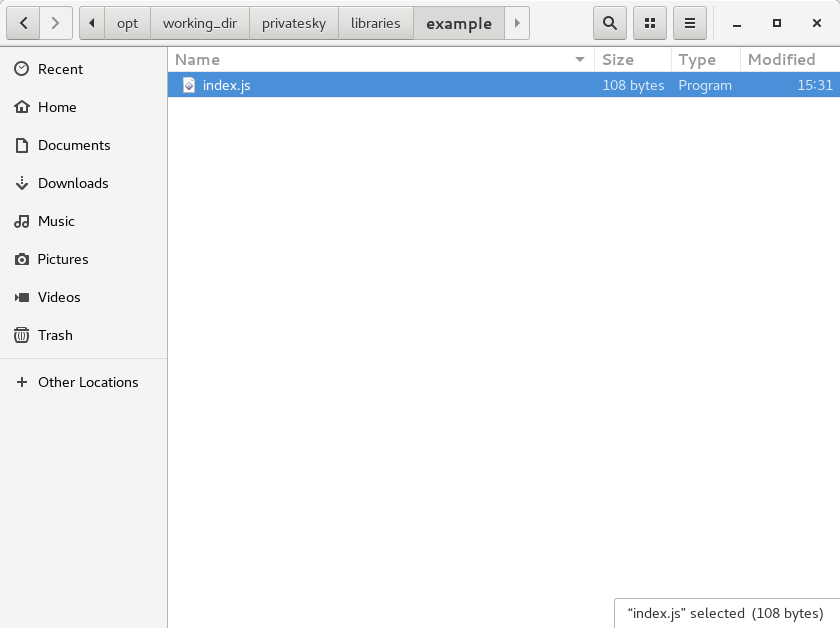 opt working_dir privatesky libraries example
Name Size Type Modified
index.js 108 bytes Program 15:31
Recent
Home
Documents
Downloads
Music
Pictures
Videos
Trash
Other Locations
“index.js” selected (108 bytes)